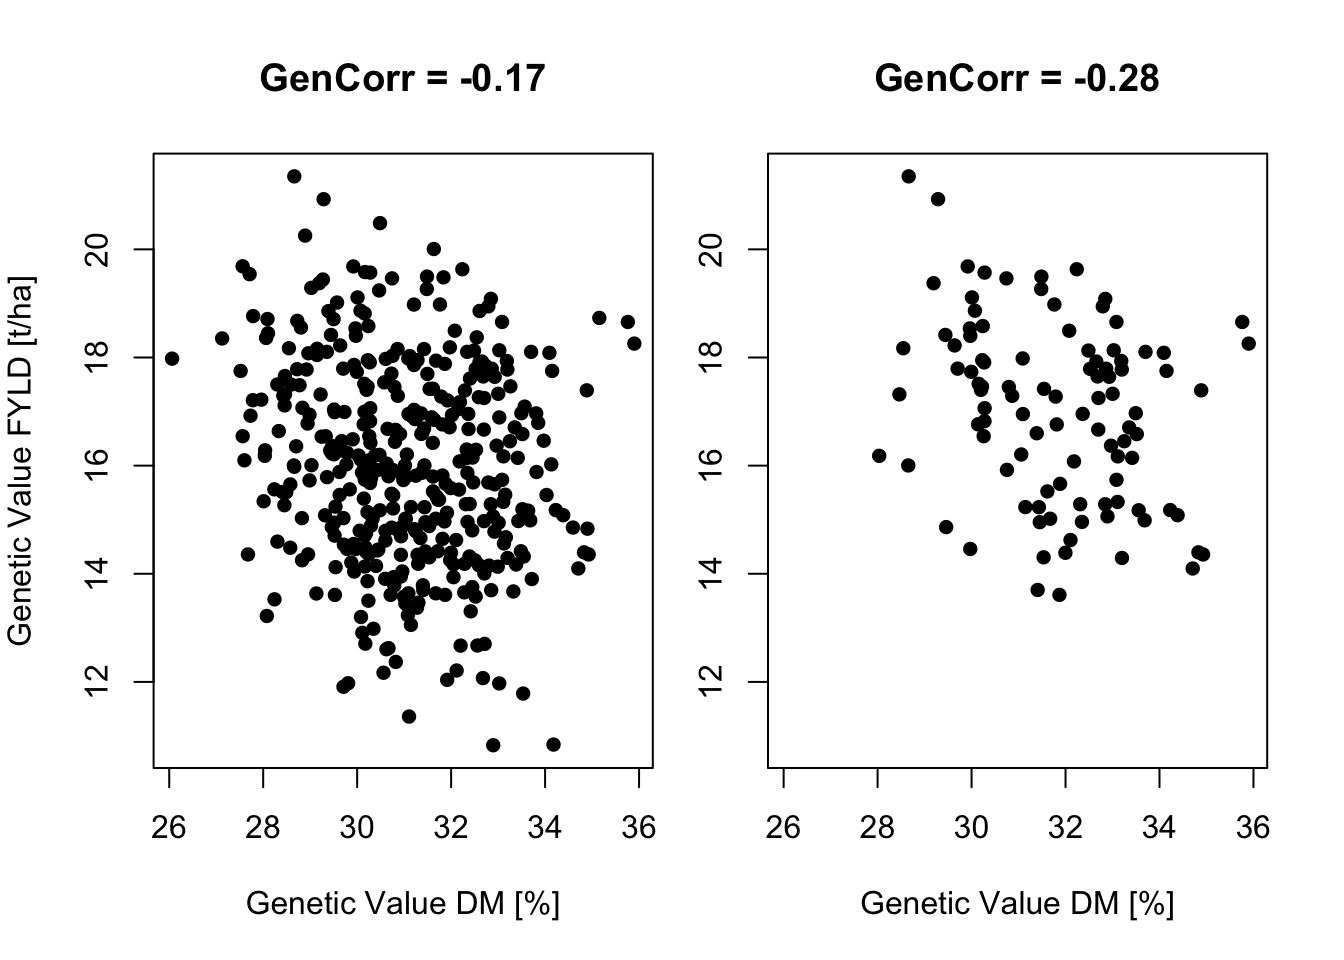 GenCorr = -0.17
Genetic Value FYLD [t/ha]
20
18
16
14
12
26 28 30 32 34 36
Genetic Value DM [%]
GenCorr = -0.28
20
18
16
14
12
26 28 30 32 34 36
Genetic Value DM [%]